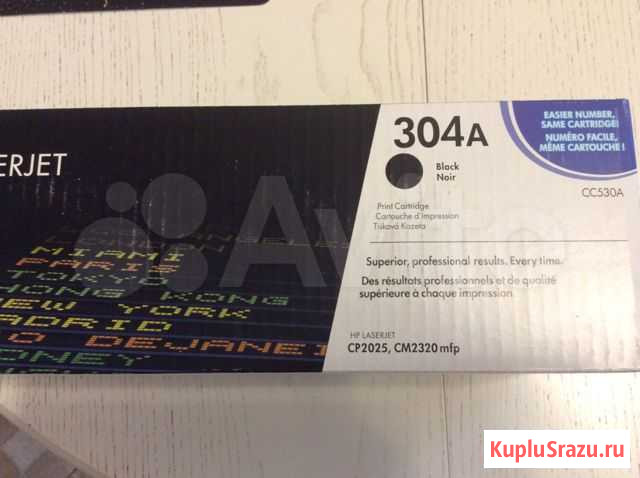 ERJET
304A
Black
Noir
EASIER NUMBER,
SAME CARTRIDGE!
NUMÉRO FACILE,
MÊME CARTOUCHE !
CC530A
Print Cartridge
Cartouche d'Impression
Tisková Kazeta
Superior, professional results. Every time.
Des résultats professionnels et de qualité
supérieure à chaque impression.
HP LASERJET
CP2025, CM2320 mfp
MIAMI
PARIS
TOKYO
HONG KONG
NEW YORK
MADRID
DE JANEI
Avito
KupluSrazu.ru